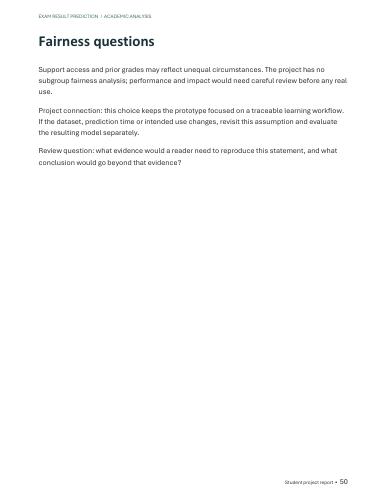 EXAM RESULT PREDICTION | ACADEMIC ANALYSIS
Fairness questions
Support access and prior grades may reflect unequal circumstances. The project has no
subgroup fairness analysis; performance and impact would need careful review before any real
use.
Project connection: this choice keeps the prototype focused on a traceable learning workflow.
If the dataset, prediction time or intended use changes, revisit this assumption and evaluate
the resulting model separately.
Review question: what evidence would a reader need to reproduce this statement, and what
conclusion would go beyond that evidence?
Student project report • 50